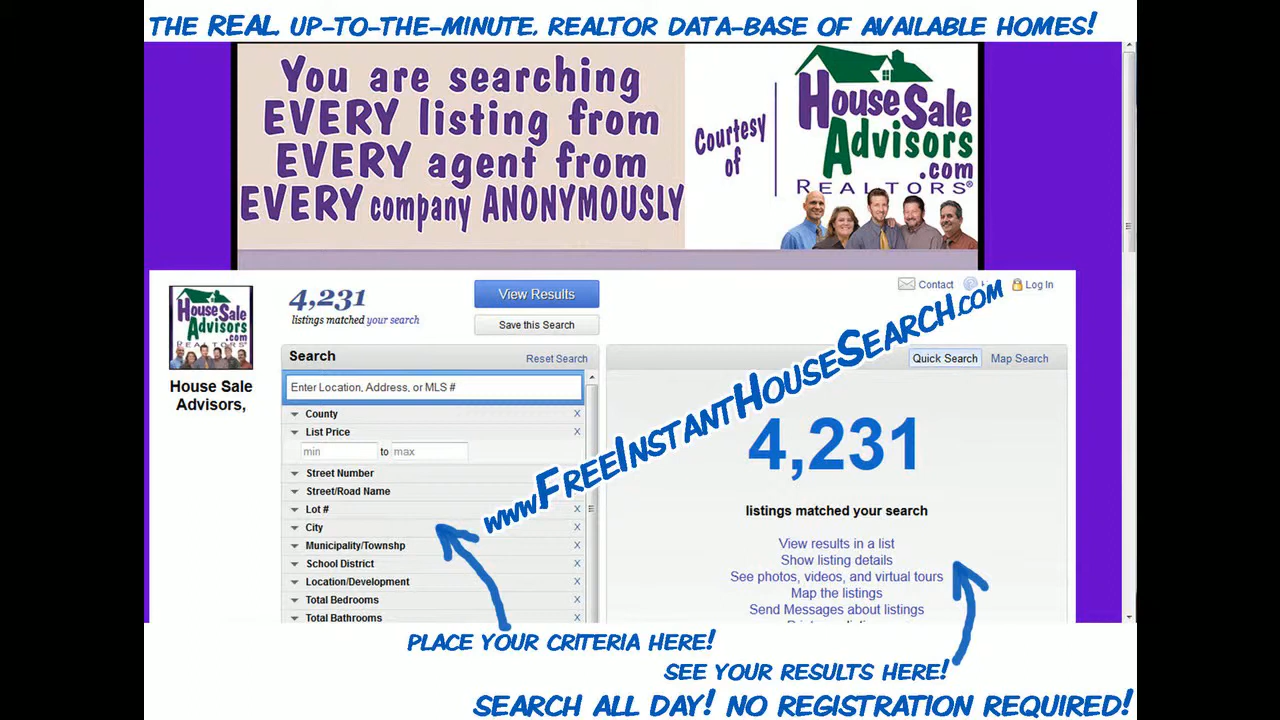 THE REAL, UP-TO-THE-MINUTE, REALTOR DATA-BASE OF AVAILABLE HOMES!
You are searching
EVERY listing from
EVERY agent from
EVERY company ANONYMOUSLY
Courtesy
of
HouseSale
Advisors
.com
REALTORS®
House Sale
Advisors
.com
REALTORS
House Sale
Advisors,
4,231
listings matched your search
View Results
Save this Search
Contact
Log In
Search
Reset Search
Enter Location, Address, or MLS #
County X
List Price X
min to max
Street Number
Street/Road Name
Lot # X
City X
Municipality/Townshp X
School District X
Location/Development X
Total Bedrooms X
Total Bathrooms X
www.FreeInstantHouseSearch.com
Quick Search
Map Search
4,231
listings matched your search
View results in a list
Show listing details
See photos, videos, and virtual tours
Map the listings
Send Messages about listings
PLACE YOUR CRITERIA HERE!
SEE YOUR RESULTS HERE!
SEARCH ALL DAY! NO REGISTRATION REQUIRED!